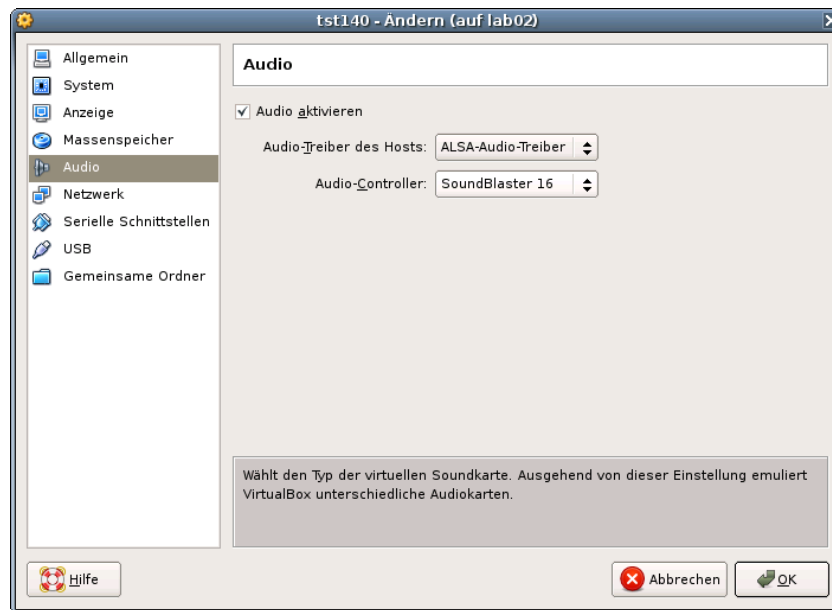 tst140 - Ändern (auf lab02)
Allgemein
System
Anzeige
Massenspeicher
Audio
Netzwerk
Serielle Schnittstellen
USB
Gemeinsame Ordner
Audio
Audio aktivieren
Audio-Treiber des Hosts: ALSA-Audio-Treiber
Audio-Controller: SoundBlaster 16
Wählt den Typ der virtuellen Soundkarte. Ausgehend von dieser Einstellung emuliert
VirtualBox unterschiedliche Audiokarten.
Hilfe
Abbrechen
OK